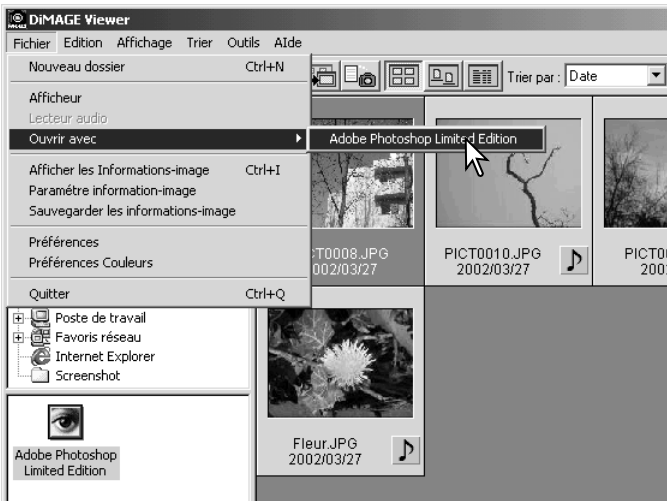 DiMAGE Viewer
Fichier Edition Affichage Trier Outils AIde
Nouveau dossier Ctrl+N
Trier par : Date
Afficheur
Lecteur audio
Ouvrir avec
Adobe Photoshop Limited Edition
Afficher les Informations-image Ctrl+I
Paramétre information-image
Sauvegarder les informations-image
Préférences
Préférences Couleurs
Quitter Ctrl+Q
CT0008.JPG
002/03/27
PICT0010.JPG
2002/03/27
PICT0
200
Poste de travail
Favoris réseau
Internet Explorer
Screenshot
Fleur.JPG
2002/03/27
Adobe Photoshop
Limited Edition